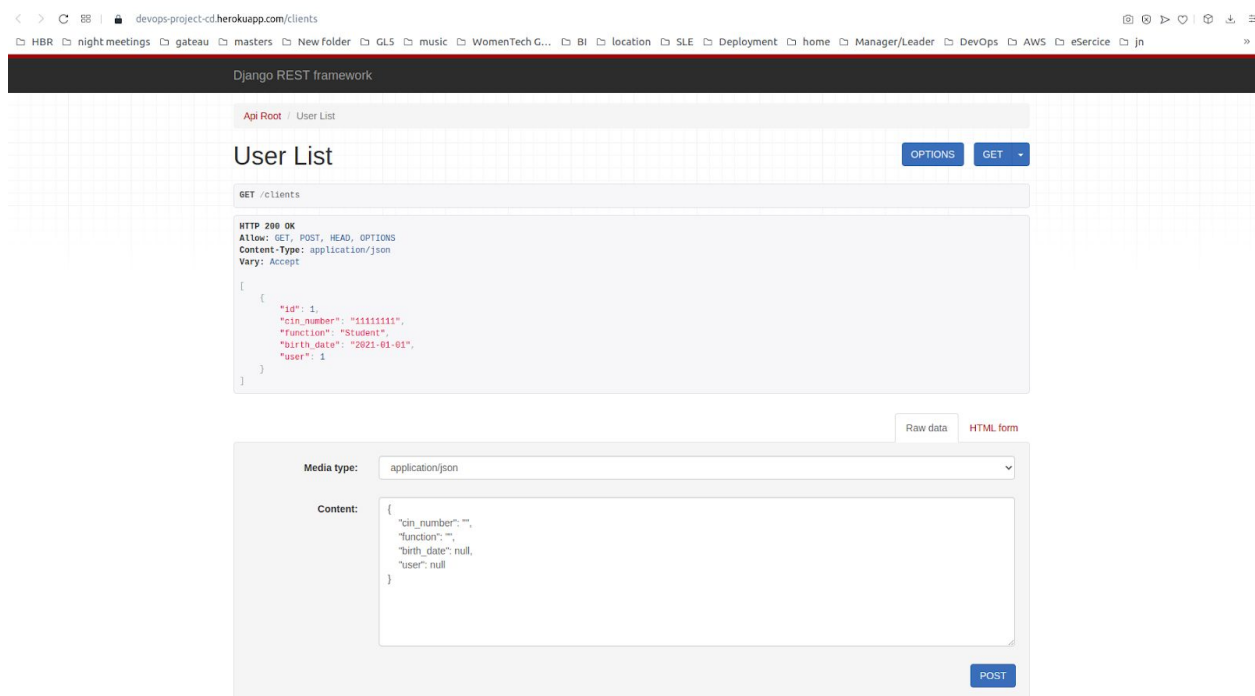 devops-project-cd.herokuapp.com/clients
HBR night meetings gateau masters New folder GL5 music WomenTech G... BI location SLE Deployment home Manager/Leader DevOps AWS eSercice jn »
Django REST framework
Api Root / User List
User List
OPTIONS GET
GET /clients
HTTP 200 OK
Allow: GET, POST, HEAD, OPTIONS
Content-Type: application/json
Vary: Accept
[
{
"id": 1,
"cin_number": "11111111",
"function": "Student",
"birth_date": "2021-01-01",
"user": 1
}
]
Raw data HTML form
Media type: application/json
Content: {
"cin_number": "",
"function": "",
"birth_date": null,
"user": null
}
POST